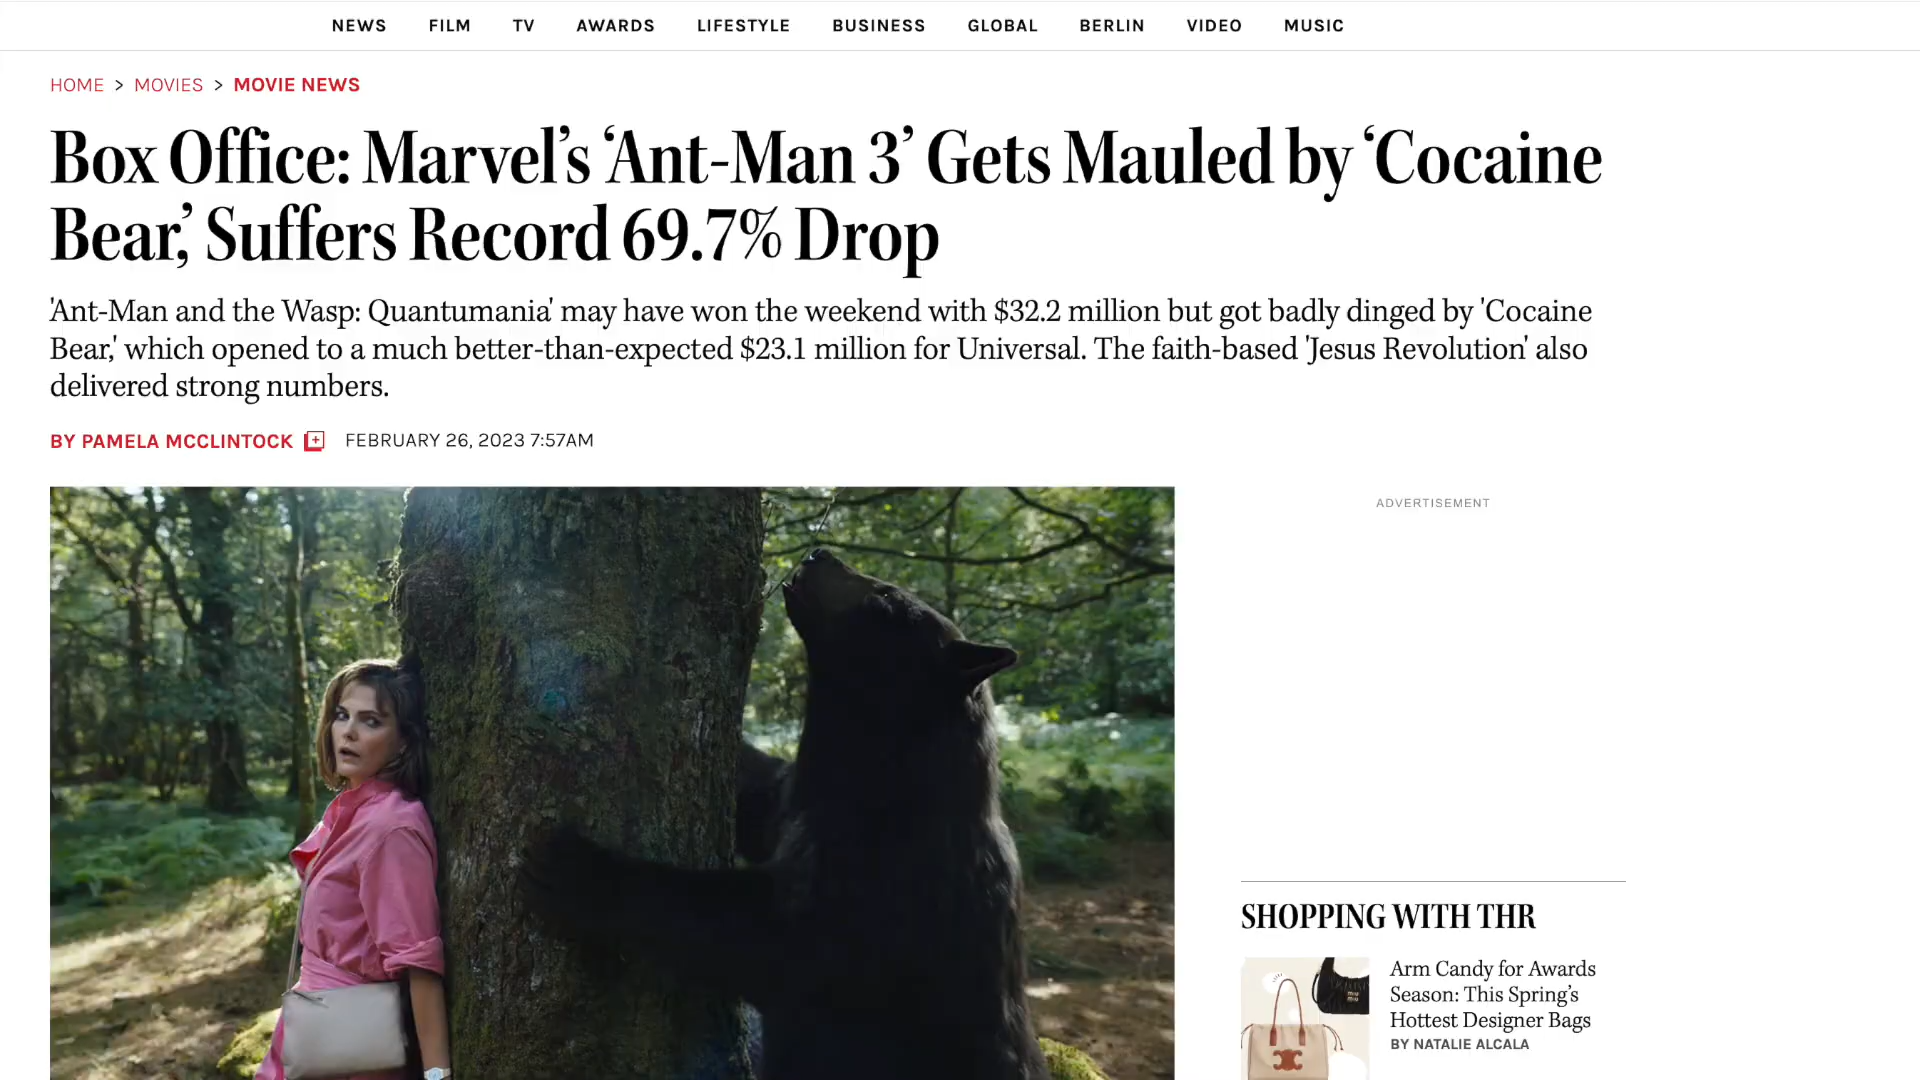 NEWS FILM TV AWARDS LIFESTYLE BUSINESS GLOBAL BERLIN VIDEO MUSIC
HOME > MOVIES > MOVIE NEWS
Box Office: Marvel’s ‘Ant-Man 3’ Gets Mauled by ‘Cocaine
Bear,’ Suffers Record 69.7% Drop
'Ant-Man and the Wasp: Quantumania' may have won the weekend with $32.2 million but got badly dinged by 'Cocaine
Bear,' which opened to a much better-than-expected $23.1 million for Universal. The faith-based 'Jesus Revolution' also
delivered strong numbers.
BY PAMELA MCCLINTOCK FEBRUARY 26, 2023 7:57AM
ADVERTISEMENT
SHOPPING WITH THR
Arm Candy for Awards
Season: This Spring’s
Hottest Designer Bags
BY NATALIE ALCALA
miu
miu